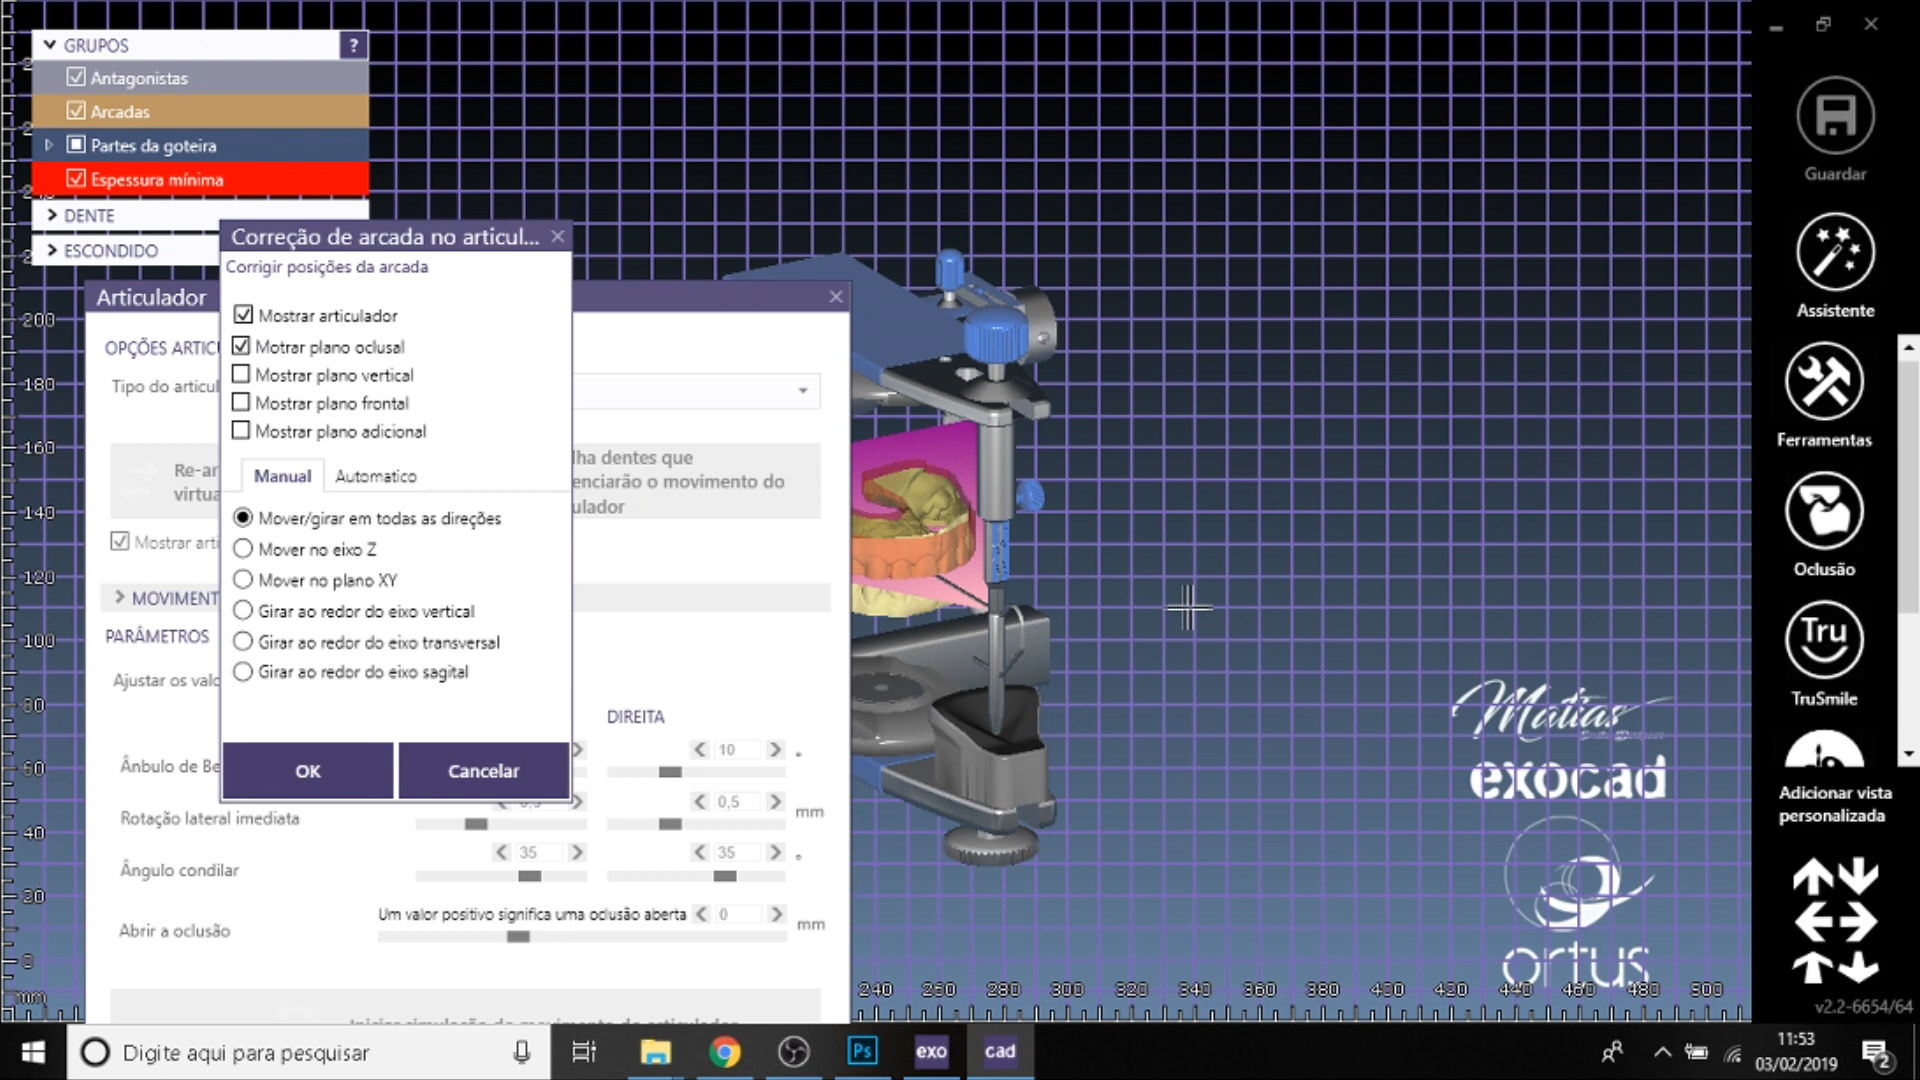 GRUPOS
?
Antagonistas
Arcadas
Partes da goteira
Espessura mínima
DENTE
ESCONDIDO
Correção de arcada no articul...
Corrigir posições da arcada
Mostrar articulador
Motrar plano oclusal
Mostrar plano vertical
Mostrar plano frontal
Mostrar plano adicional
Manual
Automatico
Mover/girar em todas as direções
Mover no eixo Z
Mover no plano XY
Girar ao redor do eixo vertical
Girar ao redor do eixo transversal
Girar ao redor do eixo sagital
OK
Cancelar
Articulador
OPÇÕES ARTIC
Tipo do articul
Re-ar
virtua
lha dentes que
enciarão o movimento do
ulador
Mostrar arti
MOVIMENT
PARÂMETROS
Ajustar os valo
DIREITA
Ânbulo de Be
10
°
Rotação lateral imediata
0,5
0,5
mm
Ângulo condilar
35
35
°
Abrir a oclusão
Um valor positivo significa uma oclusão aberta
0
mm
200
180
160
140
120
100
80
60
40
20
0
mm
240 260 280 300 320 340 360 380 400 420 440 460 480 500
Matias
exocad
ortus
Guardar
Assistente
Ferramentas
Oclusão
Tru
TruSmile
Adicionar vista
personalizada
v2.2-6654/64
Digite aqui para pesquisar
Ps
exo
cad
11:53
03/02/2019
2